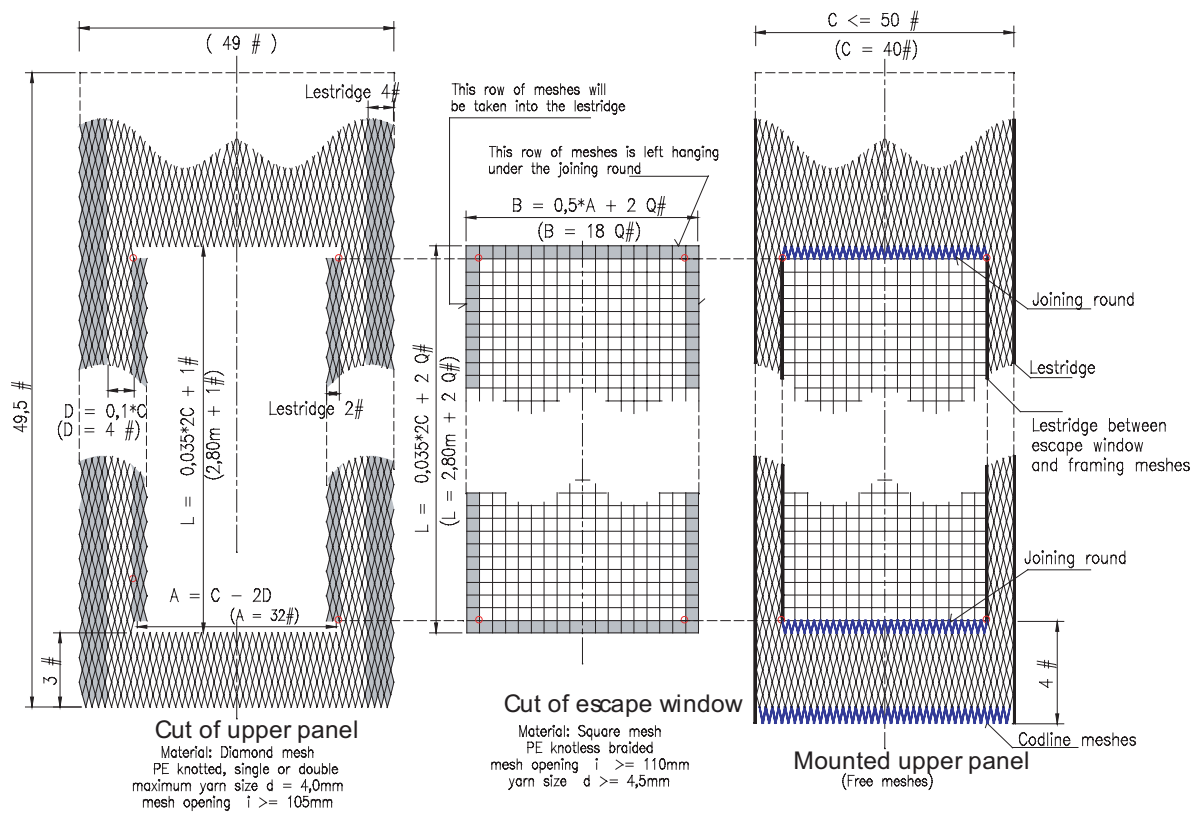 ( 49 # )
Lestridge 4#
49,5 #
D = 0,1*C
(D = 4 #)
L = 0,035*2C + 1#
(2,80m + 1#)
Lestridge 2#
A = C - 2D
(A = 32#)
3 #
Cut of upper panel
Material: Diamond mesh
PE knotted, single or double
maximum yarn size d = 4,0mm
mesh opening i >= 105mm
This row of meshes will
be taken into the lestridge
This row of meshes is left hanging
under the joining round
B = 0,5*A + 2 Q#
(B = 18 Q#)
L = 0,035*2C + 2 Q#
(L = 2,80m + 2 Q#)
Cut of escape window
Material: Square mesh
PE knotless braided
mesh opening i >= 110mm
yarn size d >= 4,5mm
C <= 50 #
(C = 40#)
Joining round
Lestridge
Lestridge between
escape window
and framing meshes
Joining round
4 #
Codline meshes
Mounted upper panel
(Free meshes)